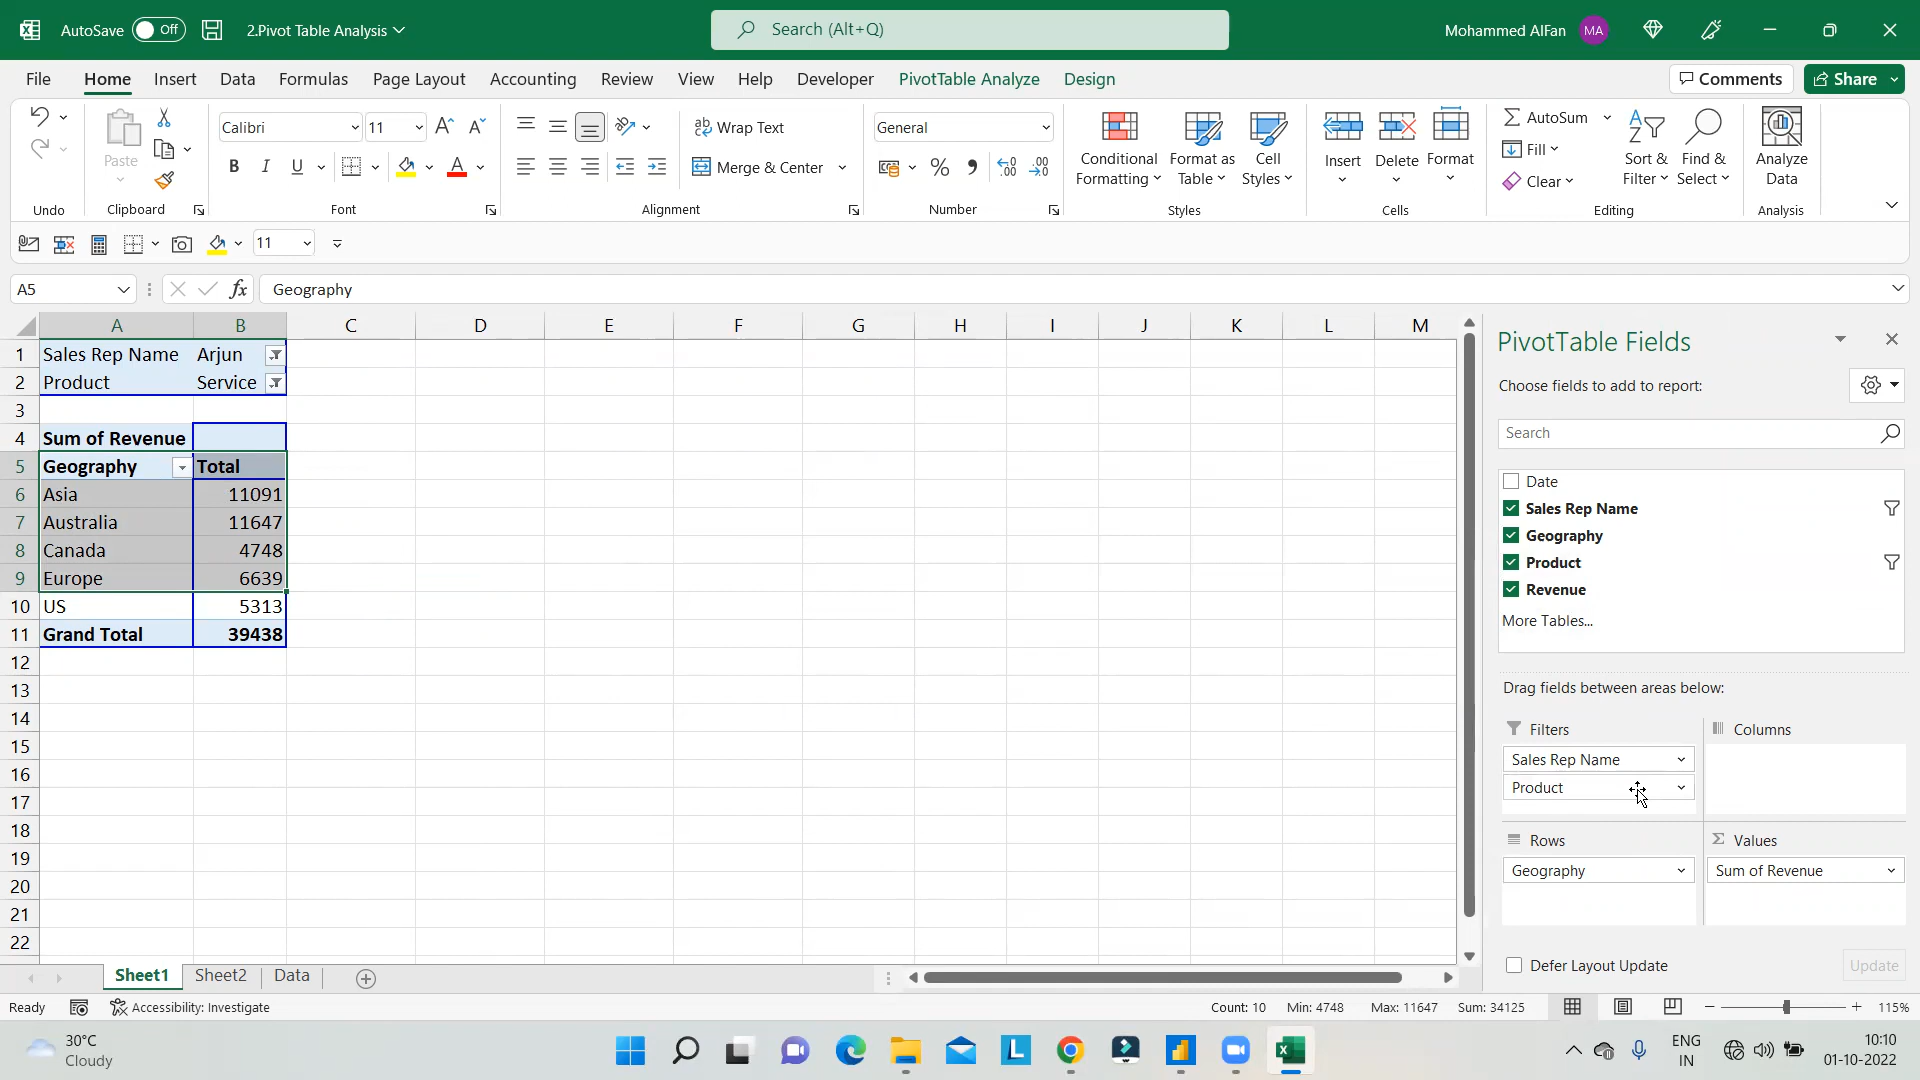 AutoSave Off 2.Pivot Table Analysis Search (Alt+Q) Mohammed AlFan MA
File Home Insert Data Formulas Page Layout Accounting Review View Help Developer PivotTable Analyze Design Comments Share
Calibri 11 Wrap Text General AutoSum
Paste Conditional Formatting Format as Table Cell Styles Insert Delete Format Fill Sort & Filter Find & Select Analyze Data
B I U Merge & Center % Clear
Undo Clipboard Font Alignment Number Styles Cells Editing Analysis
11
A5 fx Geography
A B C D E F G H I J K L M
1 Sales Rep Name Arjun
2 Product Service
3
4 Sum of Revenue
5 Geography Total
6 Asia 11091
7 Australia 11647
8 Canada 4748
9 Europe 6639
10 US 5313
11 Grand Total 39438
12
13
14
15
16
17
18
19
20
21
22
PivotTable Fields
Choose fields to add to report:
Search
Date
Sales Rep Name
Geography
Product
Revenue
More Tables...
Drag fields between areas below:
Filters Columns
Sales Rep Name
Product
Rows Values
Geography Sum of Revenue
Defer Layout Update Update
Sheet1 Sheet2 Data
Ready Accessibility: Investigate Count: 10 Min: 4748 Max: 11647 Sum: 34125 115%
30°C
Cloudy
ENG
IN
10:10
01-10-2022